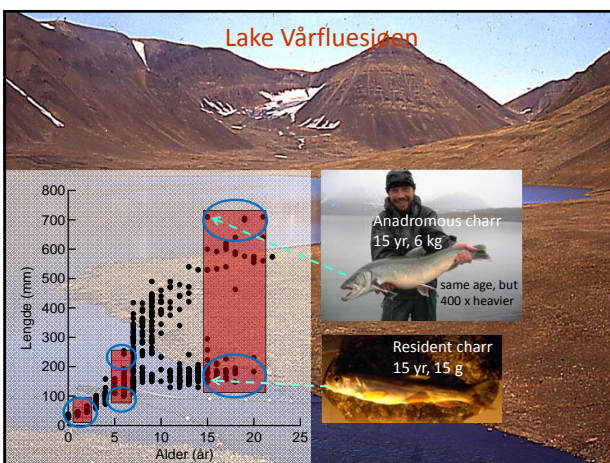 Lake Vårfluesjøen
800
700
600
500
400
300
200
100
0
Lengde (mm)
0 5 10 15 20 25
Alder (år)
Anadromous charr
15 yr, 6 kg
same age, but
400 x heavier
Resident charr
15 yr, 15 g